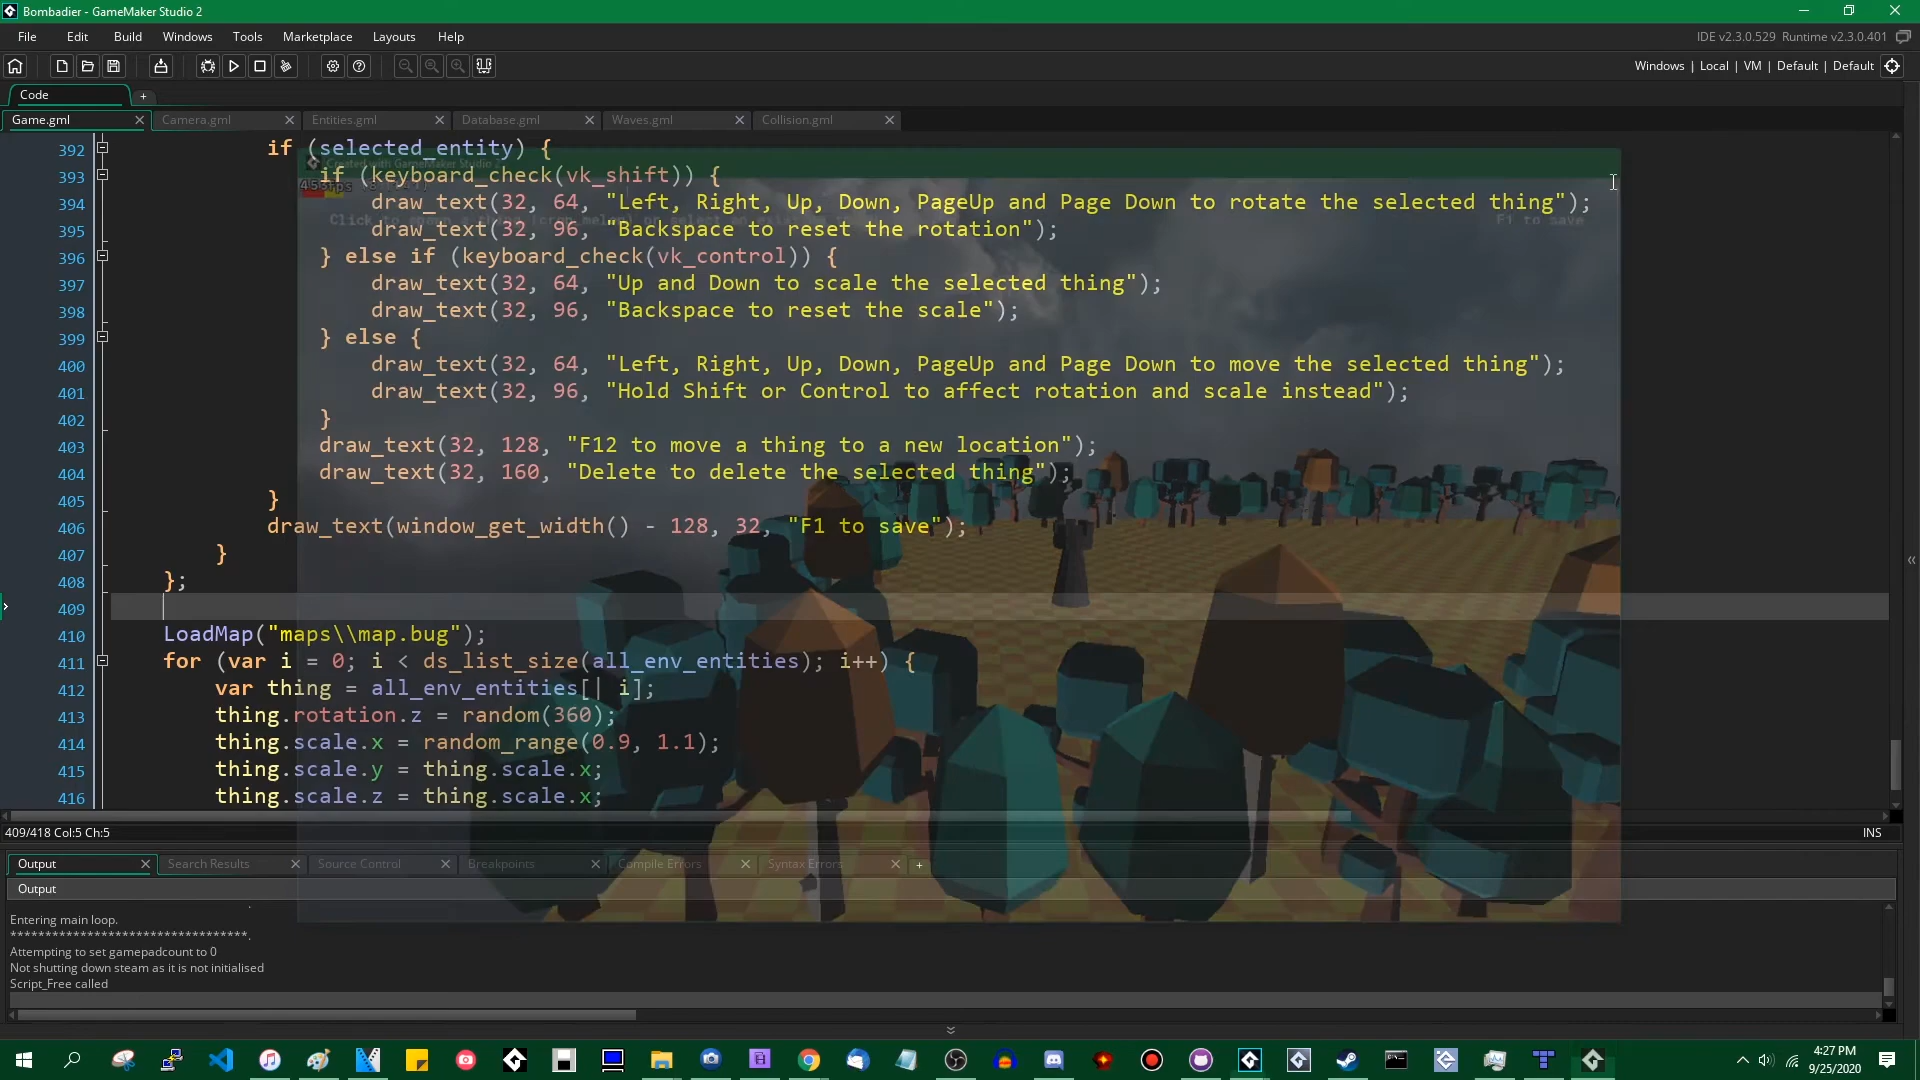 Bombadier - GameMaker Studio 2
File Edit Build Windows Tools Marketplace Layouts Help
IDE v2.3.0.529 Runtime v2.3.0.401
Windows | Local | VM | Default | Default
Code
Game.gml Camera.gml Entities.gml Database.gml Waves.gml Collision.gml
392 if (selected_entity) {
Created with GameMaker Studio 2
393 if (keyboard_check(vk_shift)) {
394 draw_text(32, 64, "Left, Right, Up, Down, PageUp and Page Down to rotate the selected thing");
F1 to save
395 draw_text(32, 96, "Backspace to reset the rotation");
396 } else if (keyboard_check(vk_control)) {
397 draw_text(32, 64, "Up and Down to scale the selected thing");
398 draw_text(32, 96, "Backspace to reset the scale");
399 } else {
400 draw_text(32, 64, "Left, Right, Up, Down, PageUp and Page Down to move the selected thing");
401 draw_text(32, 96, "Hold Shift or Control to affect rotation and scale instead");
402 }
403 draw_text(32, 128, "F12 to move a thing to a new location");
404 draw_text(32, 160, "Delete to delete the selected thing");
405 }
406 draw_text(window_get_width() - 128, 32, "F1 to save");
407 }
408 };
409
410 LoadMap("maps\\map.bug");
411 for (var i = 0; i < ds_list_size(all_env_entities); i++) {
412 var thing = all_env_entities[| i];
413 thing.rotation.z = random(360);
414 thing.scale.x = random_range(0.9, 1.1);
415 thing.scale.y = thing.scale.x;
416 thing.scale.z = thing.scale.x;
409/418 Col:5 Ch:5 INS
Output Search Results Source Control Breakpoints Compile Errors Syntax Errors
Output
Entering main loop.
**********************************.
Attempting to set gamepadcount to 0
Not shutting down steam as it is not initialised
Script_Free called
4:27 PM
9/25/2020